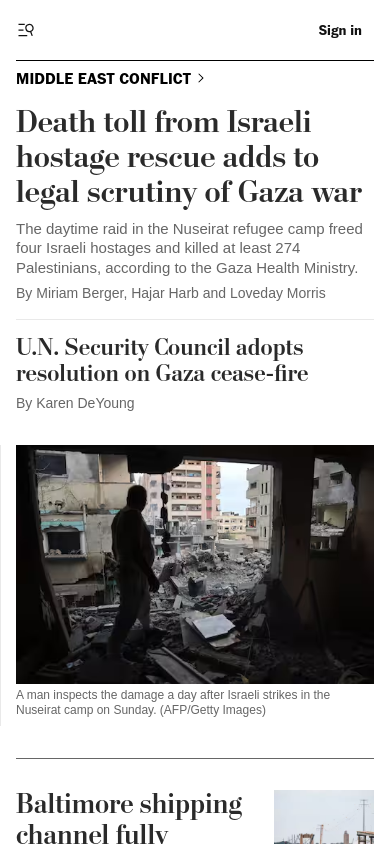 Sign in
MIDDLE EAST CONFLICT
Death toll from Israeli
hostage rescue adds to
legal scrutiny of Gaza war
The daytime raid in the Nuseirat refugee camp freed
four Israeli hostages and killed at least 274
Palestinians, according to the Gaza Health Ministry.
By Miriam Berger, Hajar Harb and Loveday Morris
U.N. Security Council adopts
resolution on Gaza cease-fire
By Karen DeYoung
A man inspects the damage a day after Israeli strikes in the
Nuseirat camp on Sunday. (AFP/Getty Images)
Baltimore shipping
channel fully